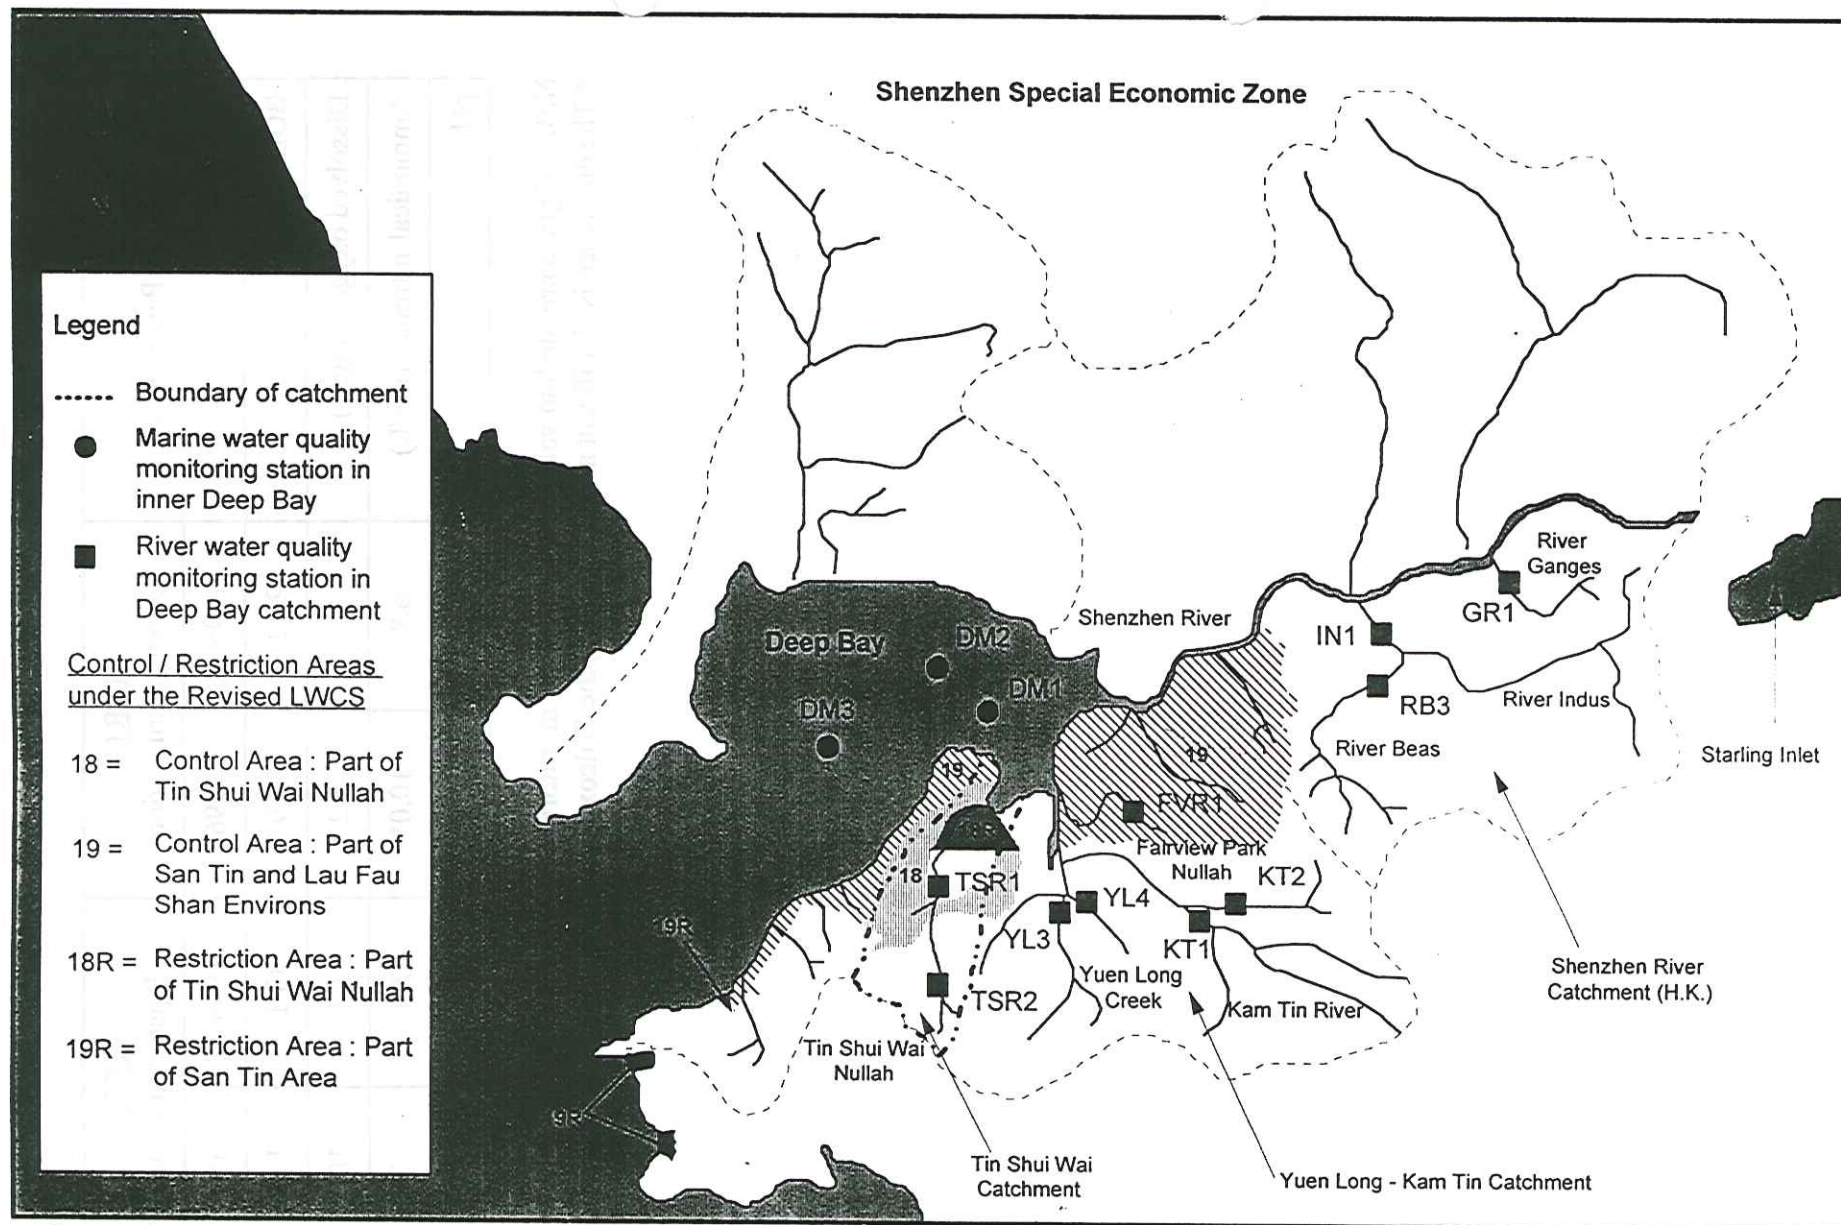 Shenzhen Special Economic Zone
Legend
Boundary of catchment
Marine water quality
monitoring station in
inner Deep Bay
River water quality
monitoring station in
Deep Bay catchment
Control / Restriction Areas
under the Revised LWCS
18 = Control Area : Part of
Tin Shui Wai Nullah
19 = Control Area : Part of
San Tin and Lau Fau
Shan Environs
18R = Restriction Area : Part
of Tin Shui Wai Nullah
19R = Restriction Area : Part
of San Tin Area
Deep Bay
DM2
DM1
DM3
Shenzhen River
River
Ganges
GR1
IN1
RB3
River Indus
River Beas
Starling Inlet
19
19
FVR1
Fairview Park
Nullah
18
TSR1
YL4
KT2
YL3
KT1
19R
TSR2
Yuen Long
Creek
Kam Tin River
Shenzhen River
Catchment (H.K.)
Tin Shui Wai
Nullah
9R
Tin Shui Wai
Catchment
Yuen Long - Kam Tin Catchment